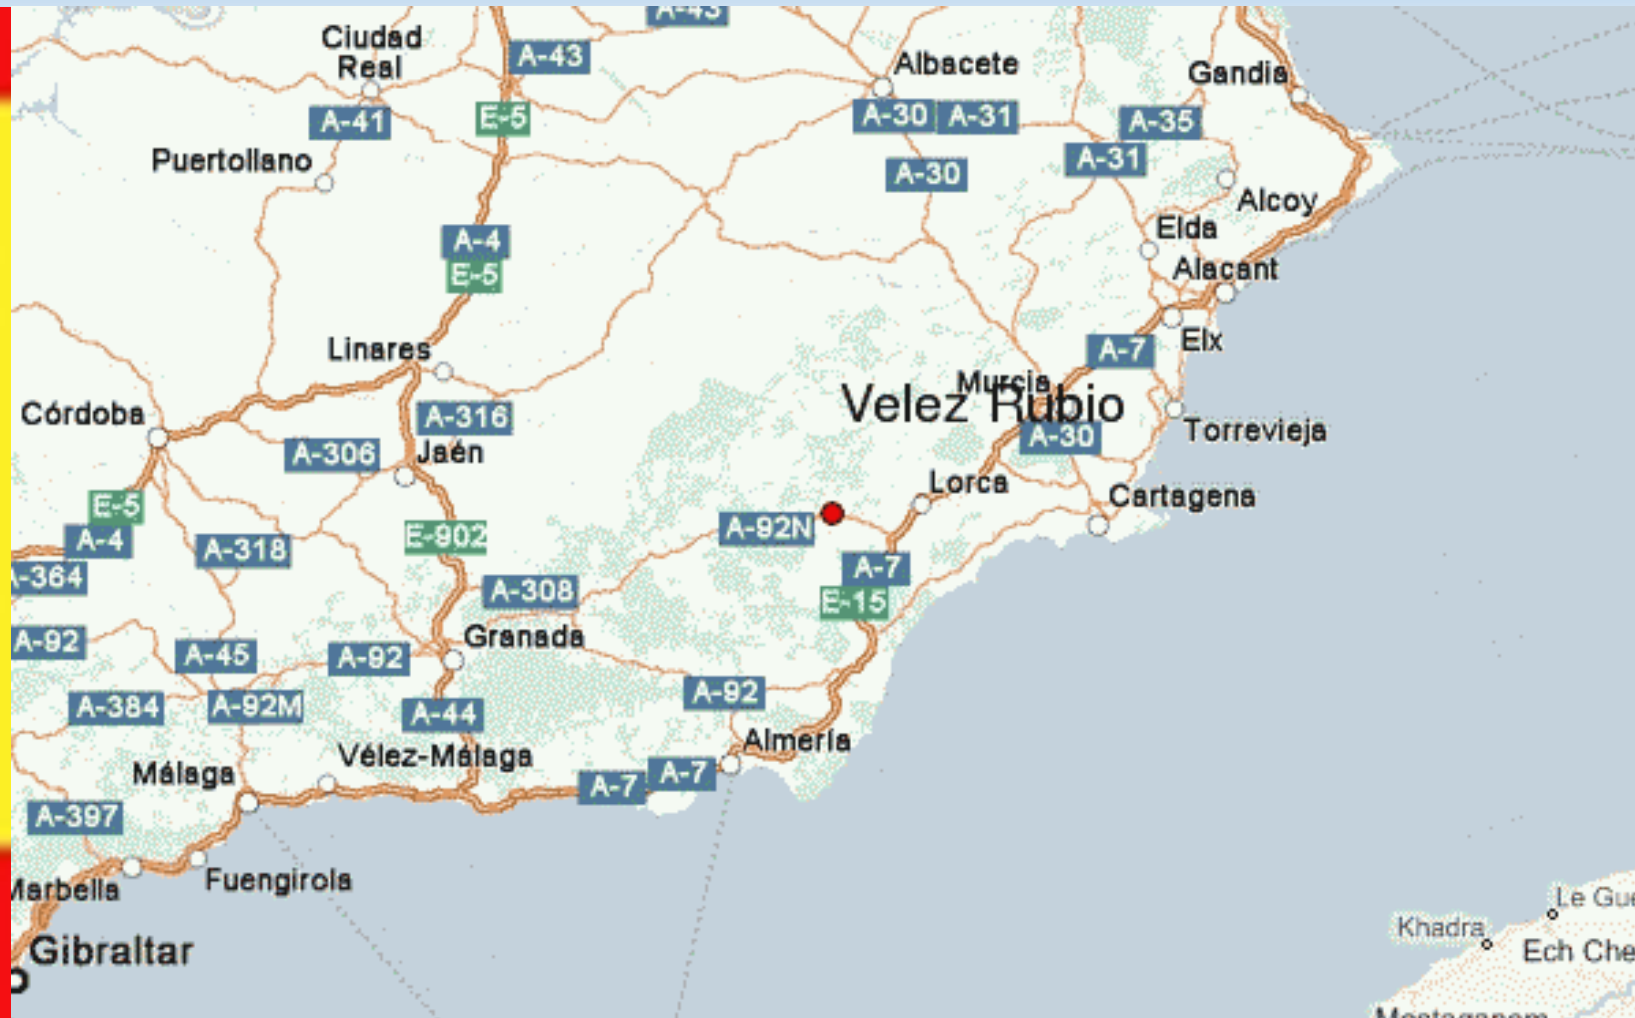 A-43
Ciudad
Real
A-43
Albacete
Gandia
A-41
E-5
A-30
A-31
A-35
Puertollano
A-31
A-30
Alcoy
Elda
A-4
E-5
Alacant
Elx
A-7
Linares
Murcia
Velez Rubio
Córdoba
A-316
A-30
Torrevieja
A-306
Jaén
Lorca
Cartagena
E-5
A-92N
A-4
A-318
E-902
A-7
A-364
A-308
E-15
A-92
Granada
A-45
A-92
A-92
A-384
A-92M
A-44
Almería
Vélez-Málaga
Málaga
A-7
A-7
A-397
Marbella
Fuengirola
Gibraltar
Khadra
Le Gue
Ech Che